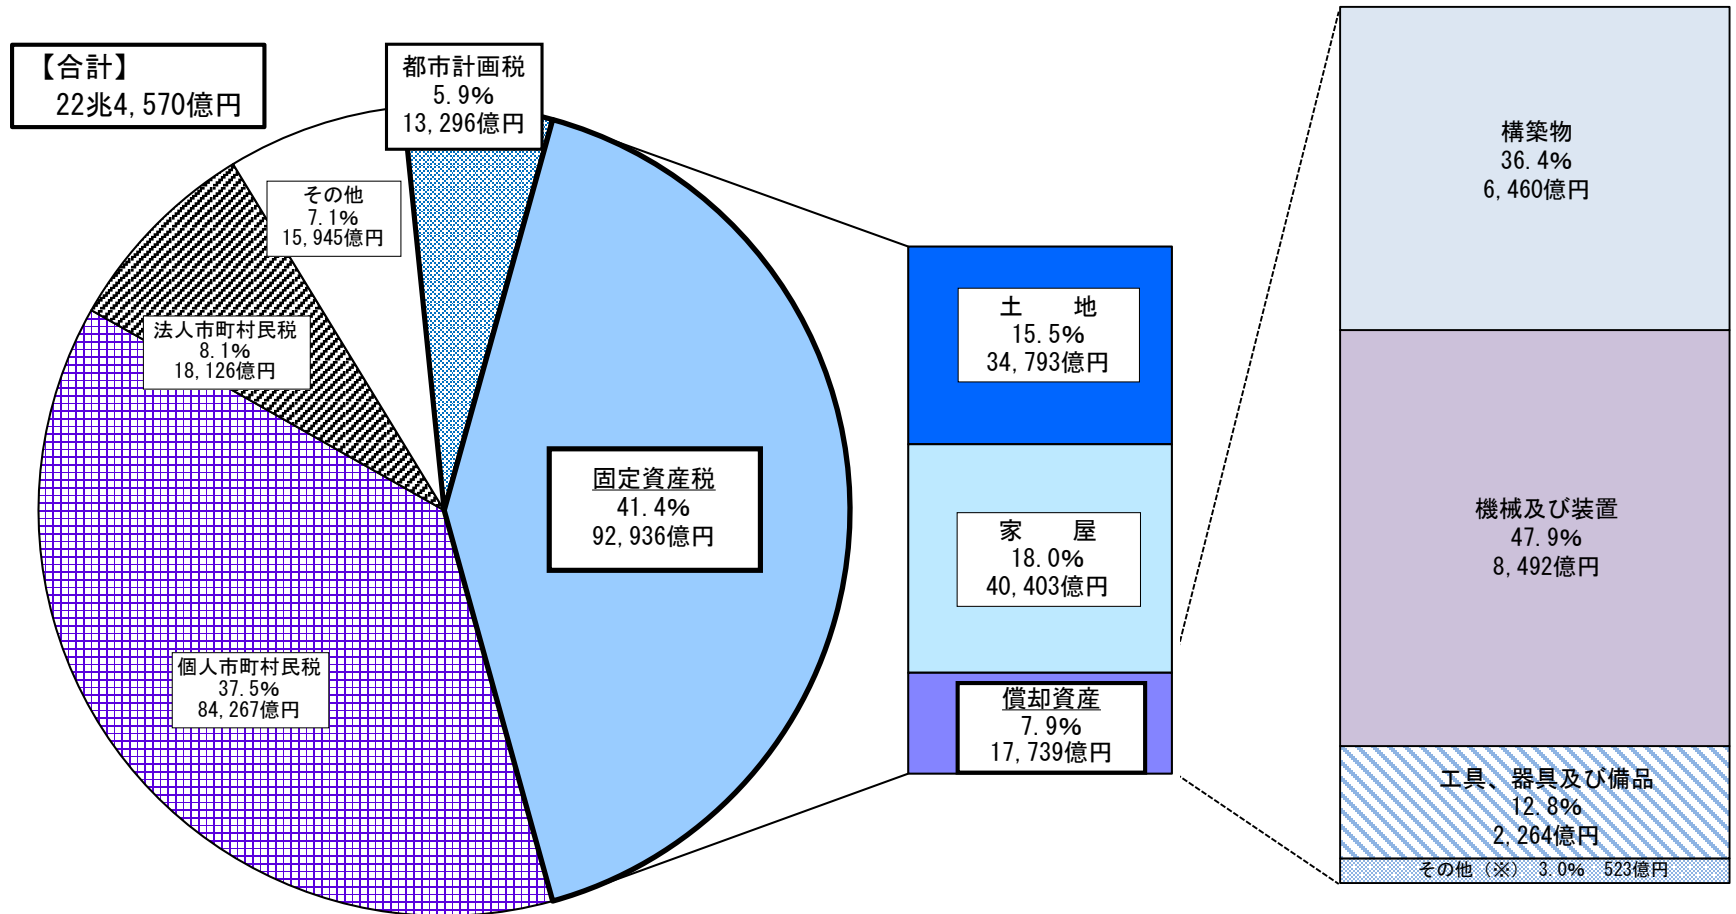 【合計】
22兆4,570億円
都市計画税
5.9%
13,296億円
その他
7.1%
15,945億円
法人市町村民税
8.1%
18,126億円
個人市町村民税
37.5%
84,267億円
固定資産税
41.4%
92,936億円
土　　地
15.5%
34,793億円
家　　屋
18.0%
40,403億円
償却資産
7.9%
17,739億円
構築物
36.4%
6,460億円
機械及び装置
47.9%
8,492億円
工具、器具及び備品
12.8%
2,264億円
その他（※）　3.0%　523億円